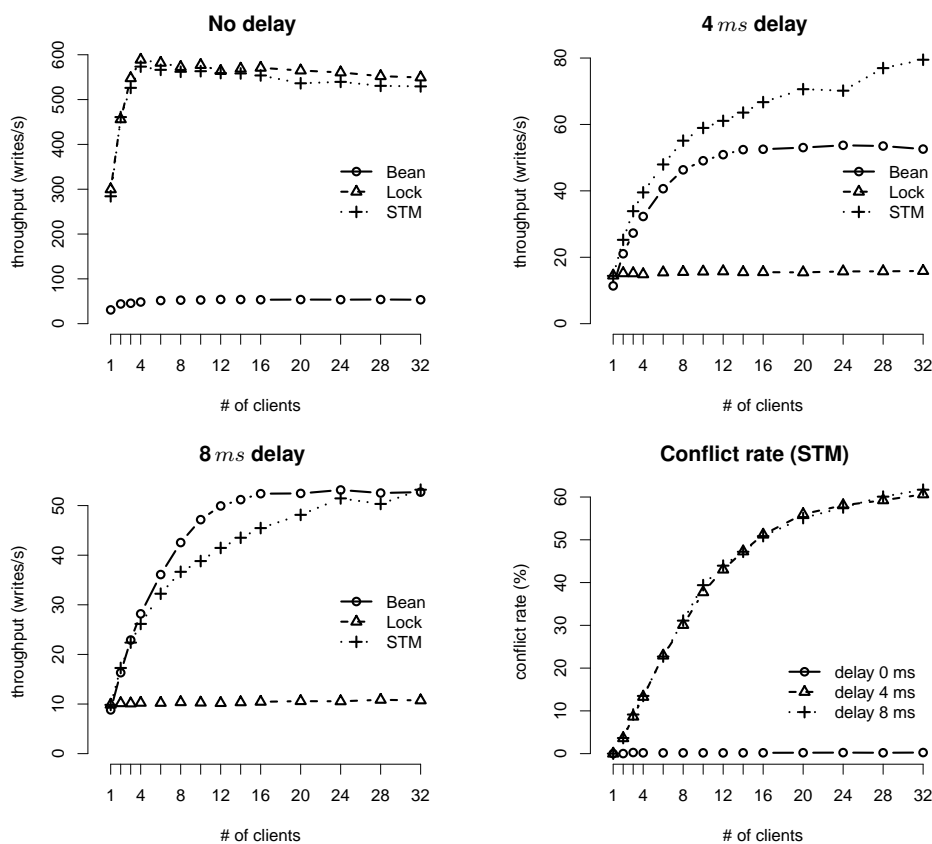 No delay
throughput (writes/s)
0 100 200 300 400 500 600
Bean
Lock
STM
1 4 8 12 16 20 24 28 32
# of clients
4 ms delay
throughput (writes/s)
0 20 40 60 80
Bean
Lock
STM
1 4 8 12 16 20 24 28 32
# of clients
8 ms delay
throughput (writes/s)
0 10 20 30 40 50
Bean
Lock
STM
1 4 8 12 16 20 24 28 32
# of clients
Conflict rate (STM)
conflict rate (%)
0 10 20 30 40 50 60
delay 0 ms
delay 4 ms
delay 8 ms
1 4 8 12 16 20 24 28 32
# of clients